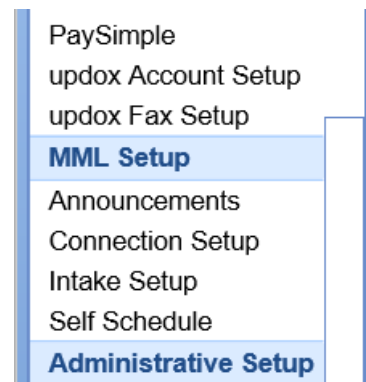 PaySimple
updox Account Setup
updox Fax Setup
MML Setup
Announcements
Connection Setup
Intake Setup
Self Schedule
Administrative Setup